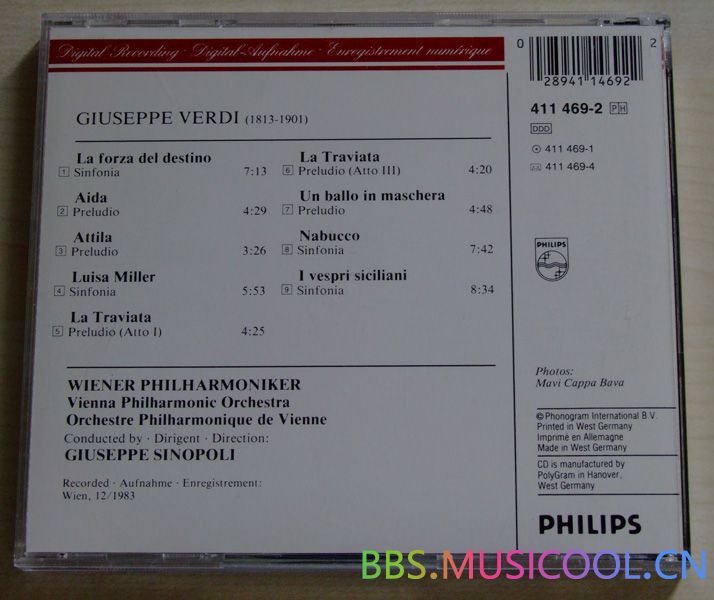 Digital Recording · Digital-Aufnahme · Enregistrement numérique
GIUSEPPE VERDI (1813-1901)
La forza del destino
1 Sinfonia 7:13
Aida
2 Preludio 4:29
Attila
3 Preludio 3:26
Luisa Miller
4 Sinfonia 5:53
La Traviata
5 Preludio (Atto I) 4:25
La Traviata
6 Preludio (Atto III) 4:20
Un ballo in maschera
7 Preludio 4:48
Nabucco
8 Sinfonia 7:42
I vespri siciliani
9 Sinfonia 8:34
WIENER PHILHARMONIKER
Vienna Philharmonic Orchestra
Orchestre Philharmonique de Vienne
Conducted by · Dirigent · Direction:
GIUSEPPE SINOPOLI
Recorded · Aufnahme · Enregistrement:
Wien, 12/1983
0 28941 14692 2
411 469-2 PH
DDD
411 469-1
411 469-4
PHILIPS
Photos:
Mavi Cappa Bava
℗ Phonogram International B.V.
Printed in West Germany
Imprimé en Allemagne
Made in West Germany
CD is manufactured by
PolyGram in Hanover,
West Germany
PHILIPS
BBS.MUSICOOL.CN